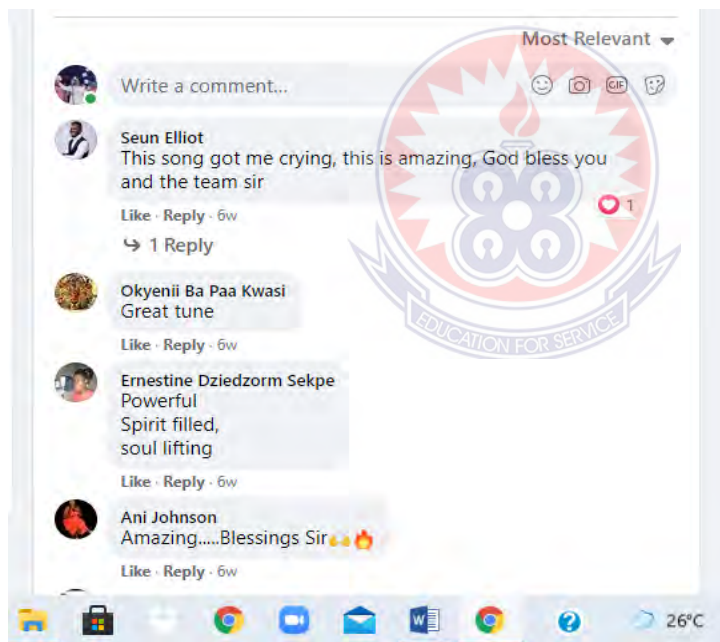 Most Relevant
Write a comment...
GIF
Seun Elliot
This song got me crying, this is amazing, God bless you
and the team sir
Like · Reply · 6w
1
1 Reply
Okyenii Ba Paa Kwasi
Great tune
Like · Reply · 6w
EDUCATION FOR SERVICE
Ernestine Dziedzorm Sekpe
Powerful
Spirit filled,
soul lifting
Like · Reply · 6w
Ani Johnson
Amazing.....Blessings Sir🙌🔥
Like · Reply · 6w
26°C